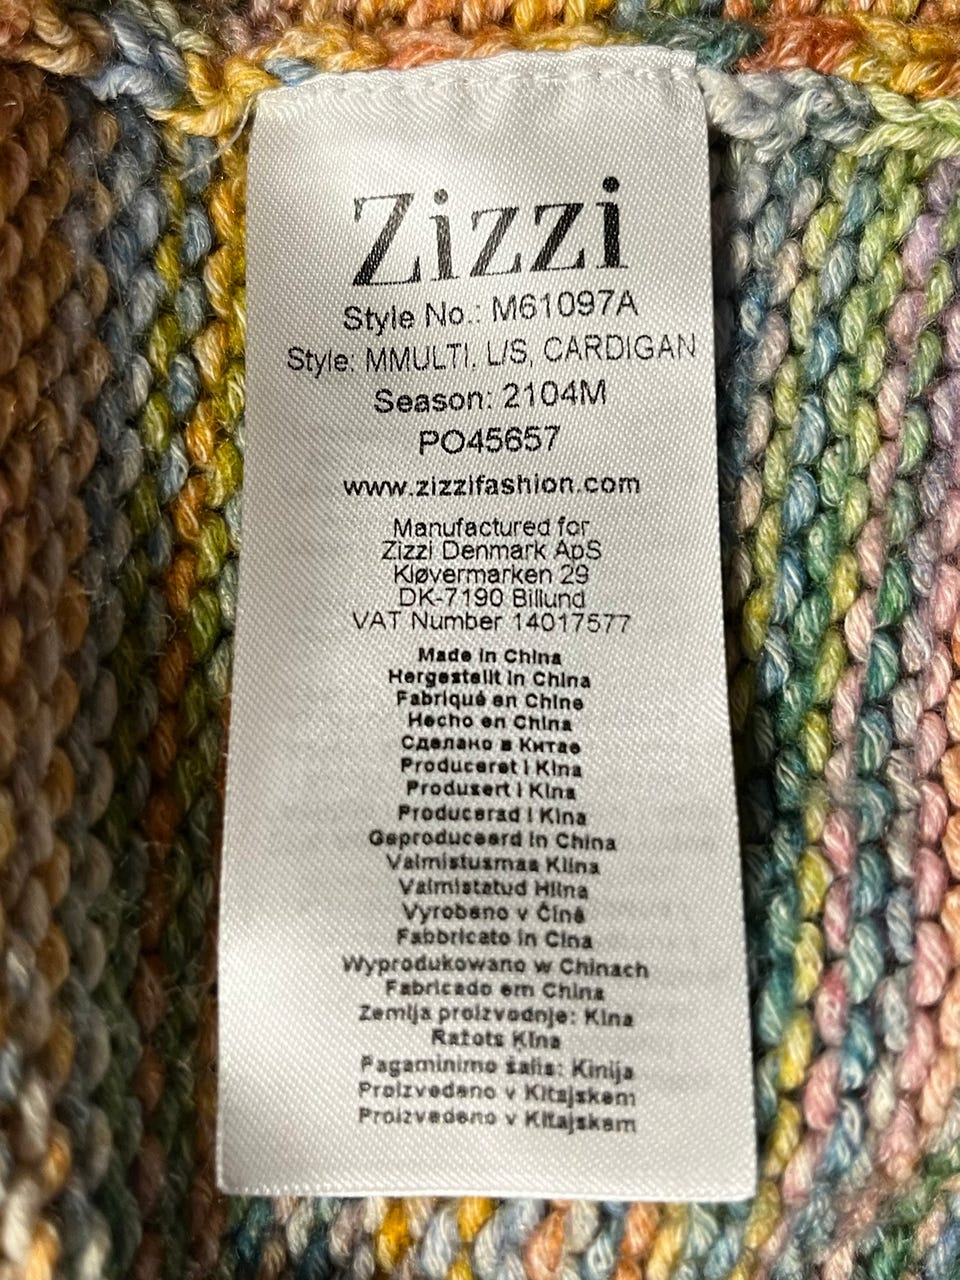 Zizzi
Style No.: M61097A
Style: MMULTI, L/S, CARDIGAN
Season: 2104M
PO45657
www.zizzifashion.com
Manufactured for
Zizzi Denmark ApS
Kløvermarken 29
DK-7190 Billund
VAT Number 14017577
Made in China
Hergestellt in China
Fabriqué en Chine
Hecho en China
Сделано в Китае
Produceret i Kina
Produsert i Kina
Producerad i Kina
Geproduceerd in China
Valmistusmaa Kiina
Valmistatud Hiina
Vyrobeno v Číně
Fabbricato in Cina
Wyprodukowano w Chinach
Fabricado em China
Zemlja proizvodnje: Kina
Ražots Kina
Pagaminimo šalis: Kinija
Proizvedeno v Kitajskem
Proizvedeno v Kitajskem